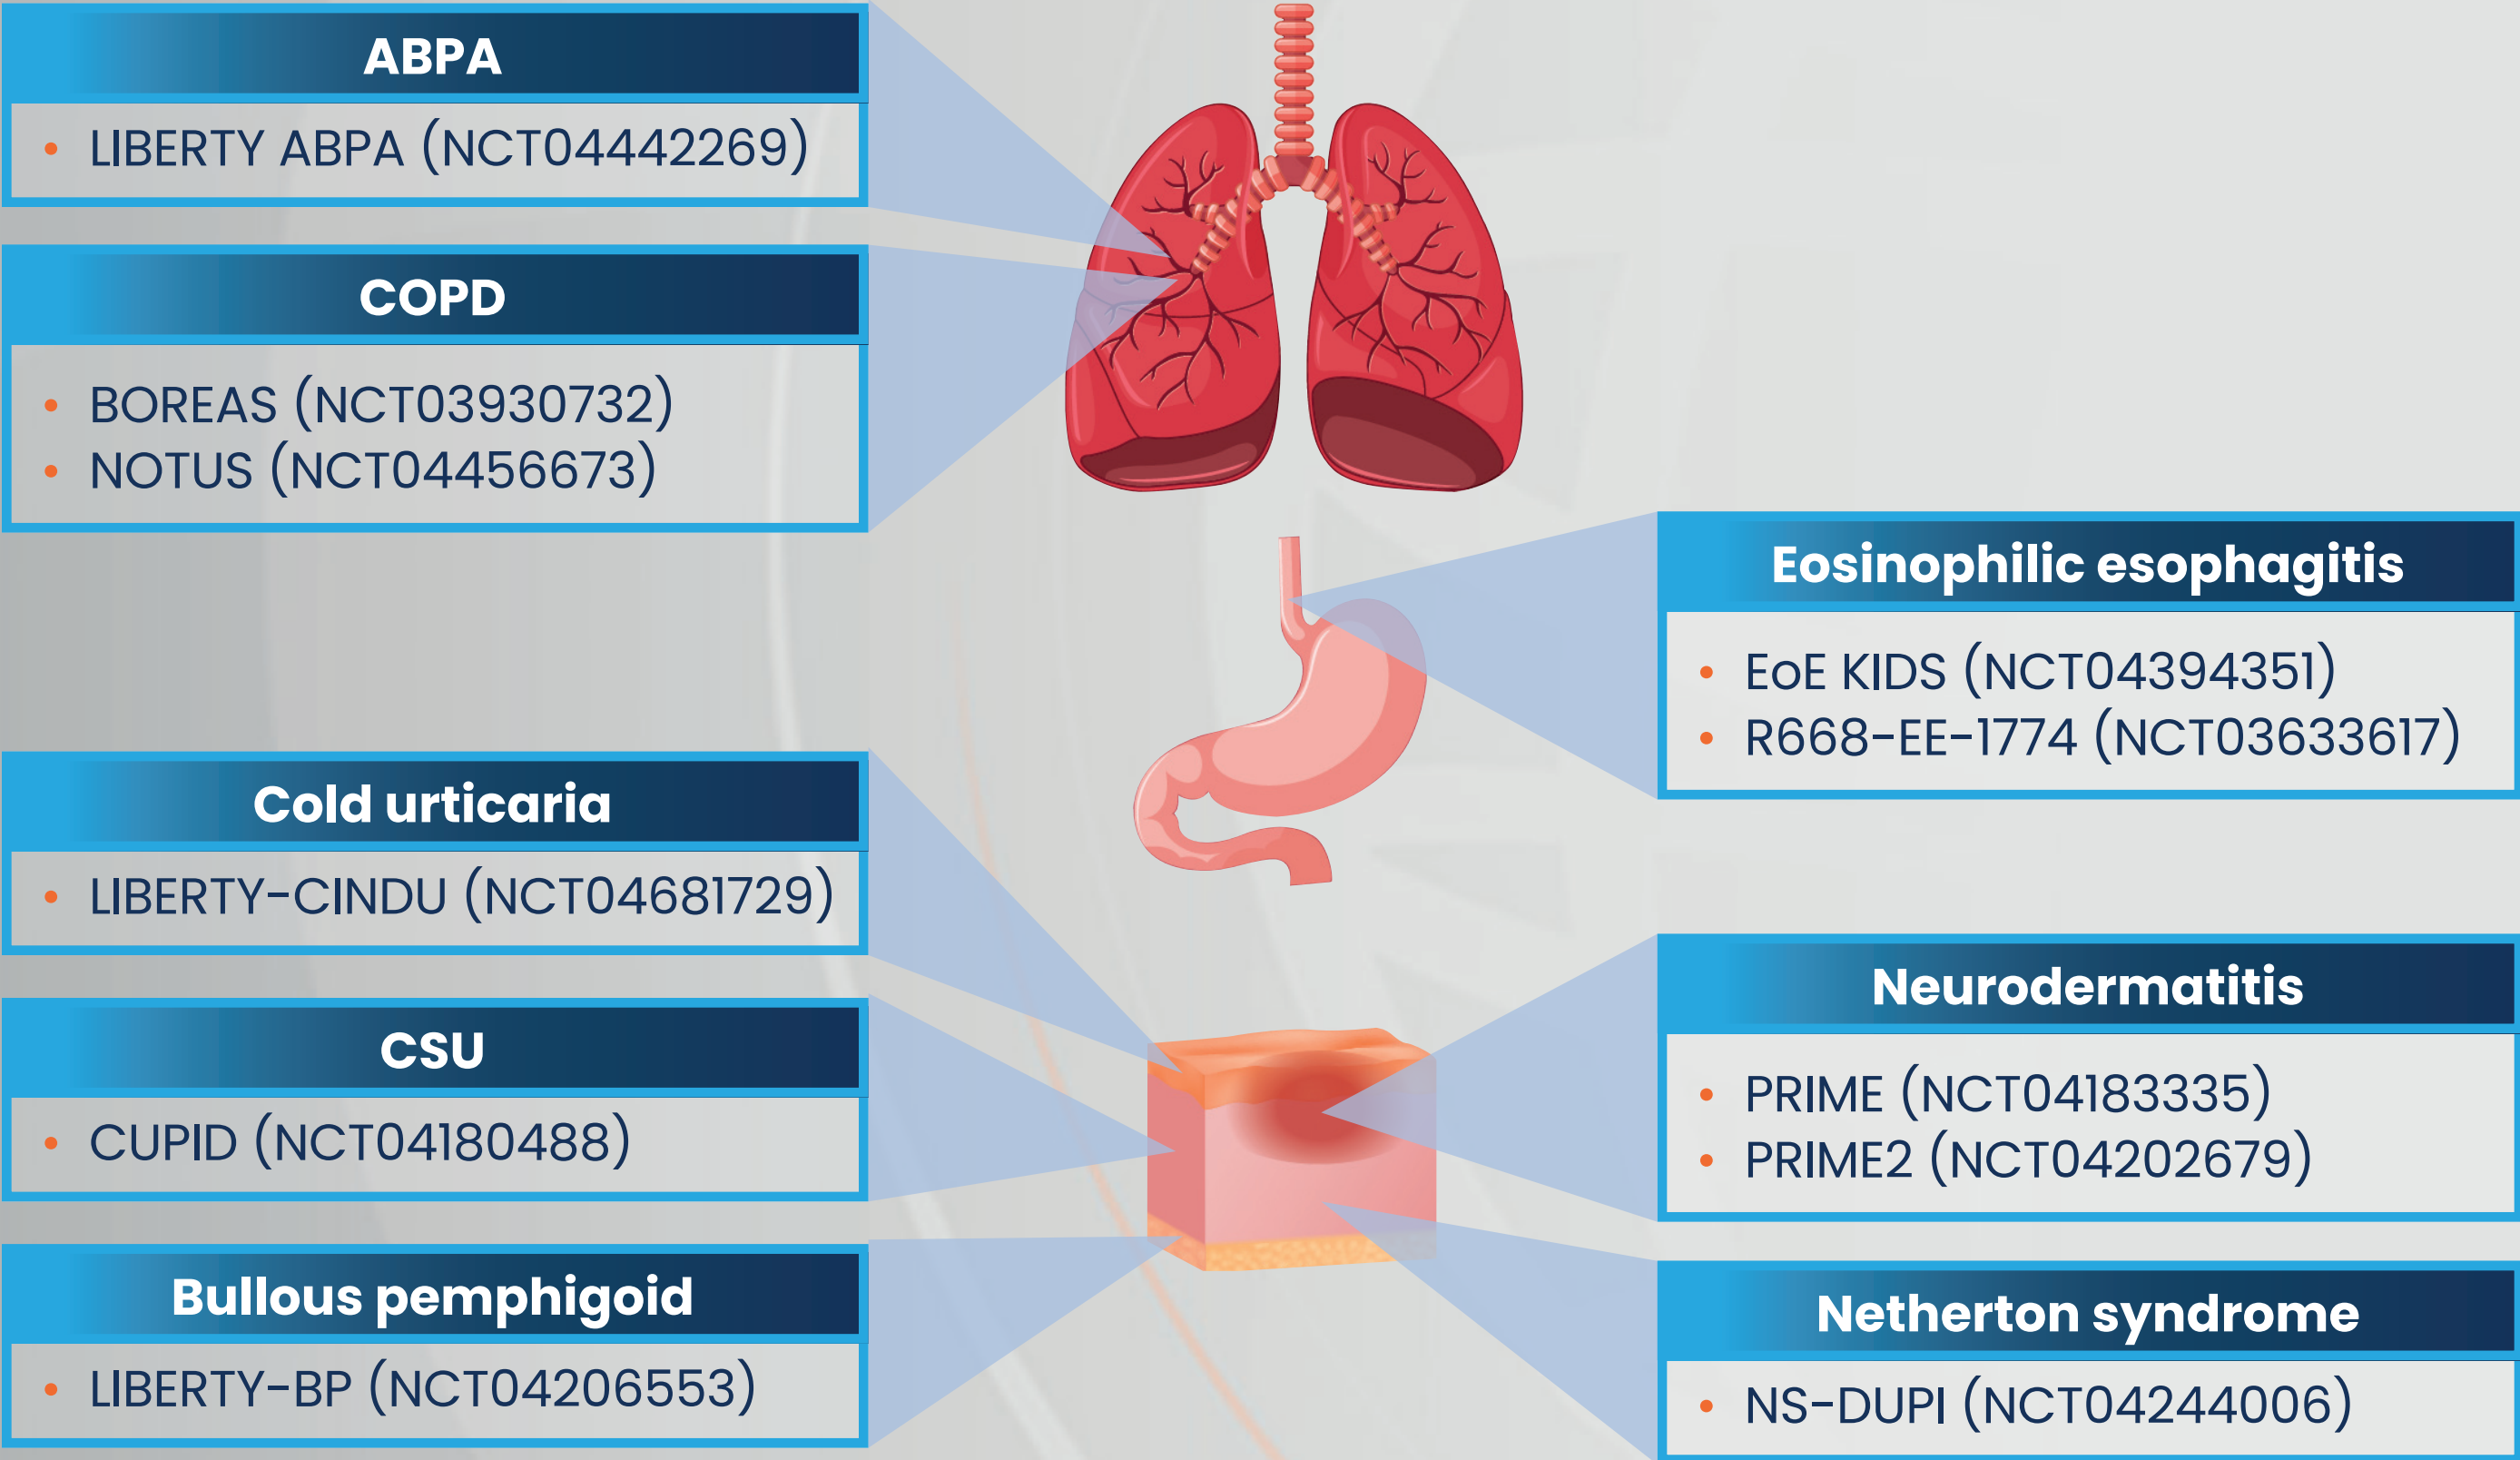 ABPA
• LIBERTY ABPA (NCT04442269)
COPD
• BOREAS (NCT03930732)
• NOTUS (NCT04456673)
Eosinophilic esophagitis
• EoE KIDS (NCT04394351)
• R668-EE-1774 (NCT03633617)
Cold urticaria
• LIBERTY-CINDU (NCT04681729)
CSU
• CUPID (NCT04180488)
Bullous pemphigoid
• LIBERTY-BP (NCT04206553)
Neurodermatitis
• PRIME (NCT04183335)
• PRIME2 (NCT04202679)
Netherton syndrome
• NS-DUPI (NCT04244006)